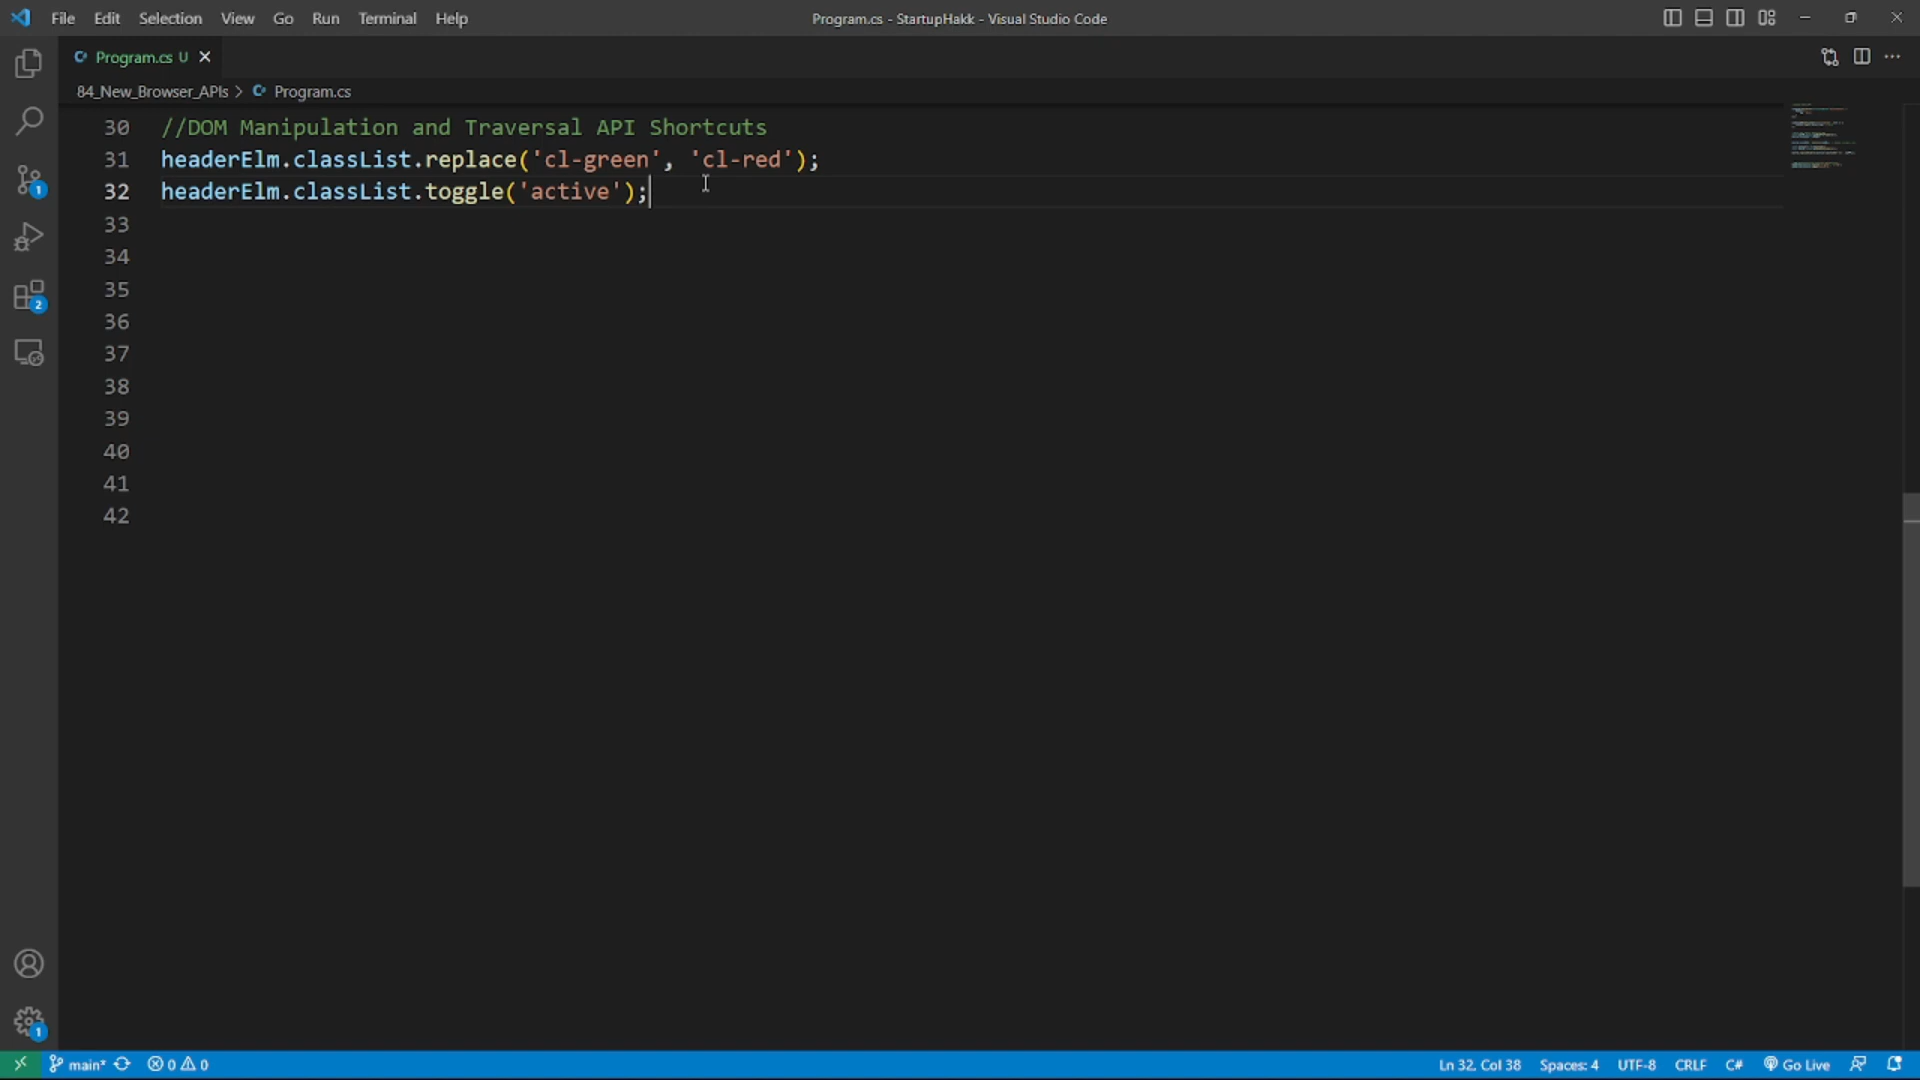 File Edit Selection View Go Run Terminal Help Program.cs - StartupHakk - Visual Studio Code
Program.cs U
84_New_Browser_APIs > Program.cs
30 //DOM Manipulation and Traversal API Shortcuts
31 headerElm.classList.replace('cl-green', 'cl-red');
32 headerElm.classList.toggle('active');
33
34
35
36
37
38
39
40
41
42
1
2
1
main* 0 0 Ln 32, Col 38 Spaces: 4 UTF-8 CRLF C# Go Live